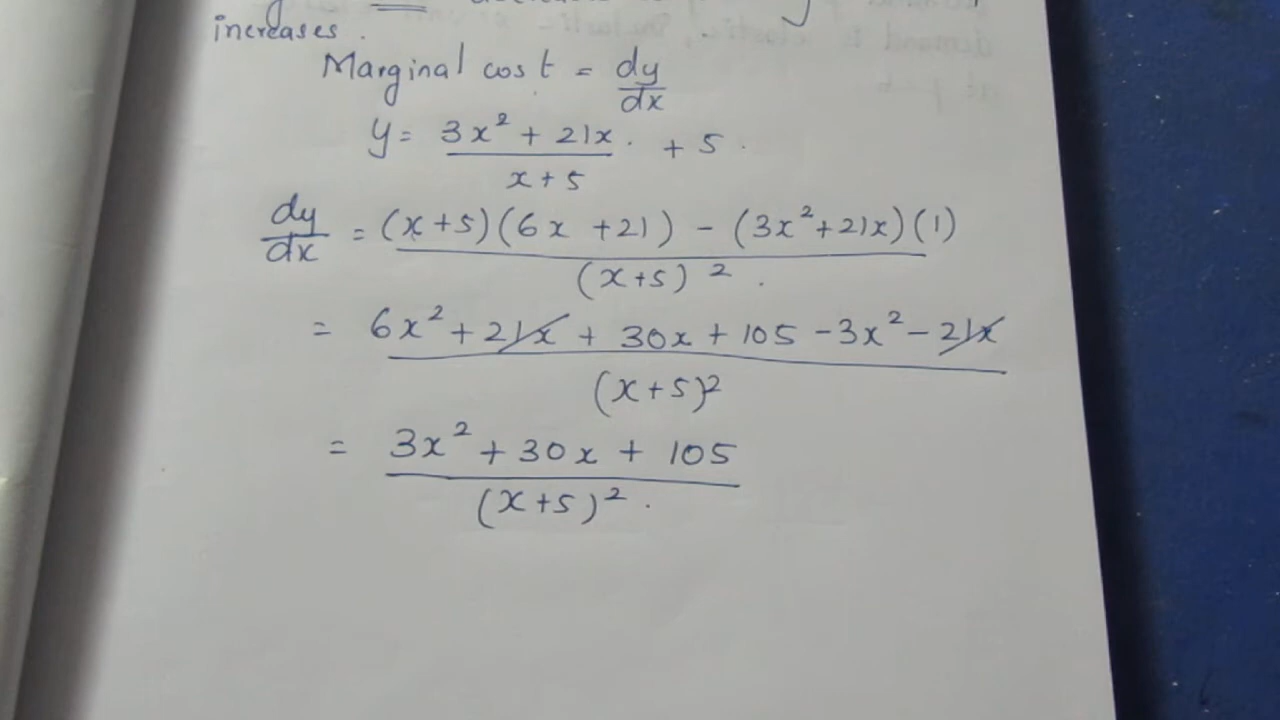 increases.
Marginal cost = dy/dx
y = (3x² + 21x)/(x + 5) + 5.
dy/dx = ((x+5)(6x+21) - (3x²+21x)(1))/(x+5)².
= (6x² + 21x + 30x + 105 - 3x² - 21x)/(x+5)²
= (3x² + 30x + 105)/(x+5)².